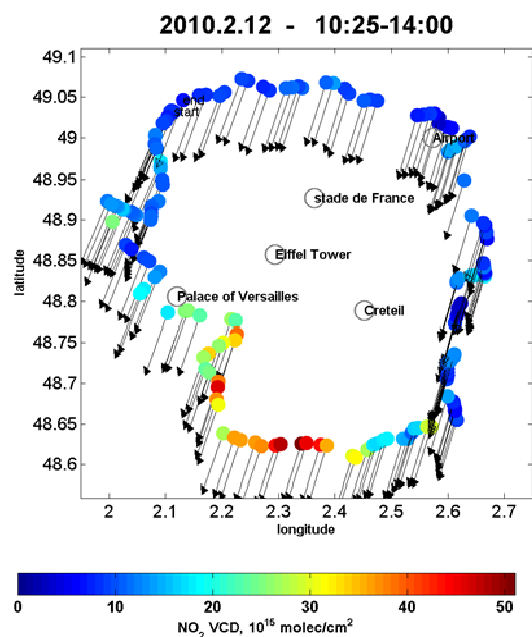 2010.2.12 - 10:25-14:00
49.1
49.05
49
48.95
48.9
48.85
48.8
48.75
48.7
48.65
48.6
latitude
end
start
Airport
stade de France
Eiffel Tower
Palace of Versailles
Creteil
2 2.1 2.2 2.3 2.4 2.5 2.6 2.7
longitude
0 10 20 30 40 50
NO2 VCD, 10^15 molec/cm^2